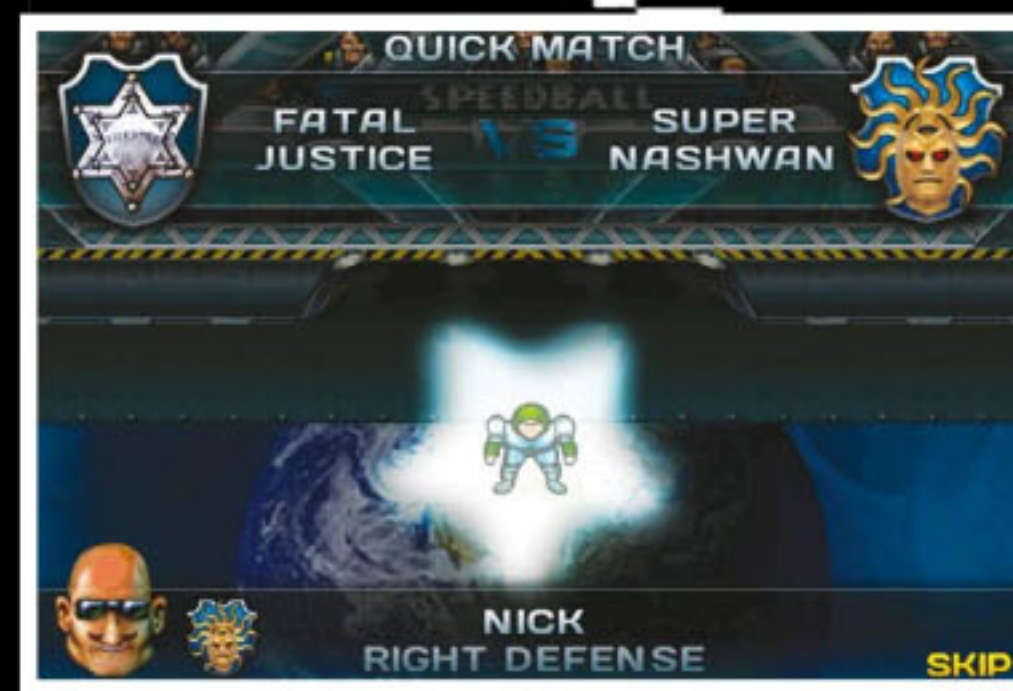 QUICK MATCH
SPEEDBALL
FATAL
JUSTICE
VS
SUPER
NASHWAN
NICK
RIGHT DEFENSE
SKIP